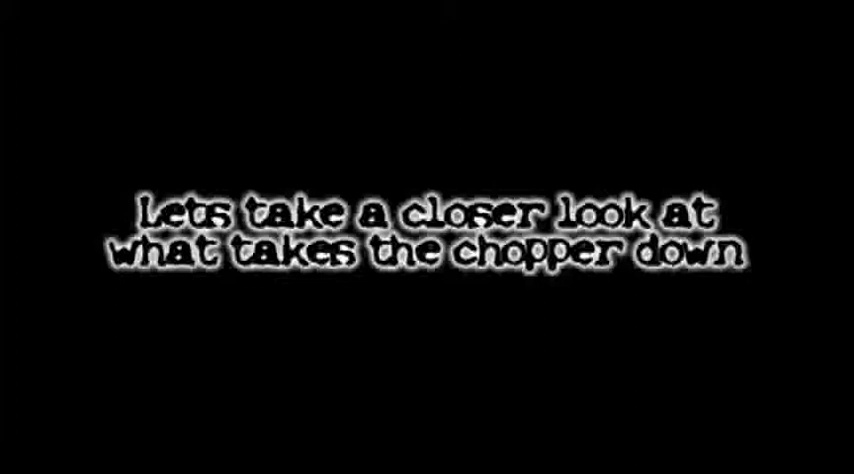 Lets take a closer look at
what takes the chopper down